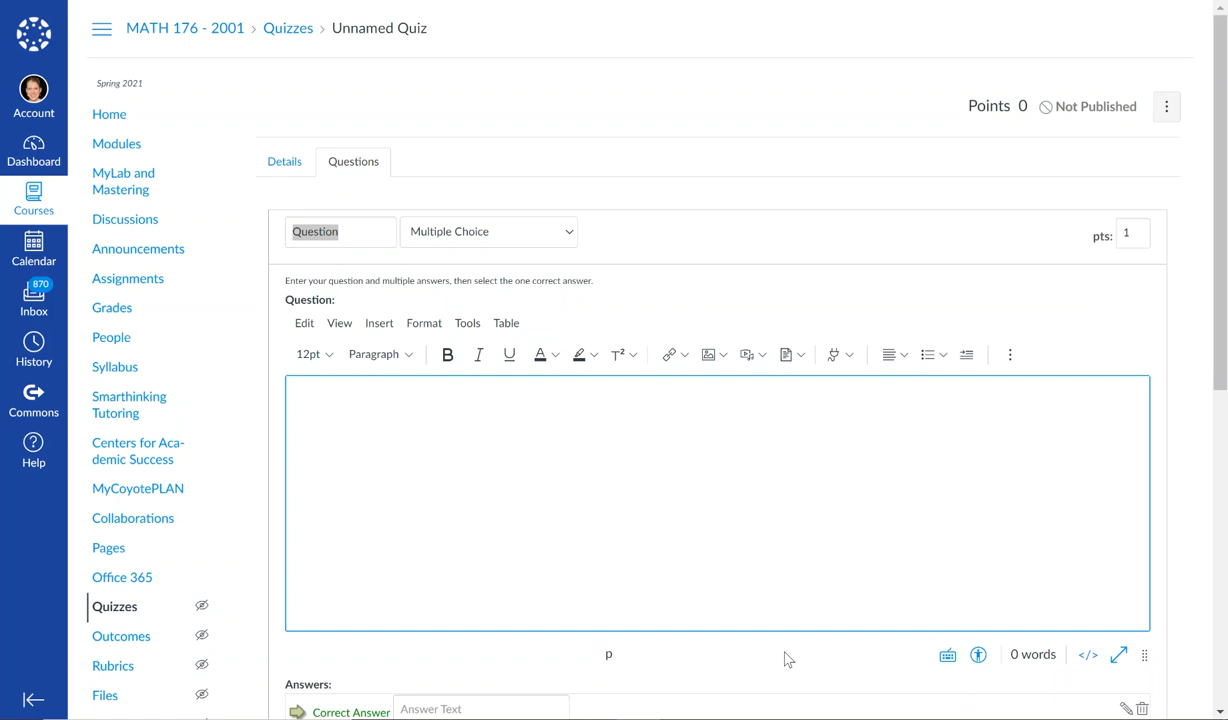 MATH 176 - 2001 › Quizzes › Unnamed Quiz
Spring 2021
Account
Dashboard
Courses
Calendar
870
Inbox
History
Commons
Help
Home
Modules
MyLab and
Mastering
Discussions
Announcements
Assignments
Grades
People
Syllabus
Smarthinking
Tutoring
Centers for Aca-
demic Success
MyCoyotePLAN
Collaborations
Pages
Office 365
Quizzes
Outcomes
Rubrics
Files
Points 0 Not Published
Details Questions
Question Multiple Choice pts: 1
Enter your question and multiple answers, then select the one correct answer.
Question:
Edit View Insert Format Tools Table
12pt Paragraph B I U A T²
p 0 words </>
Answers:
Correct Answer Answer Text